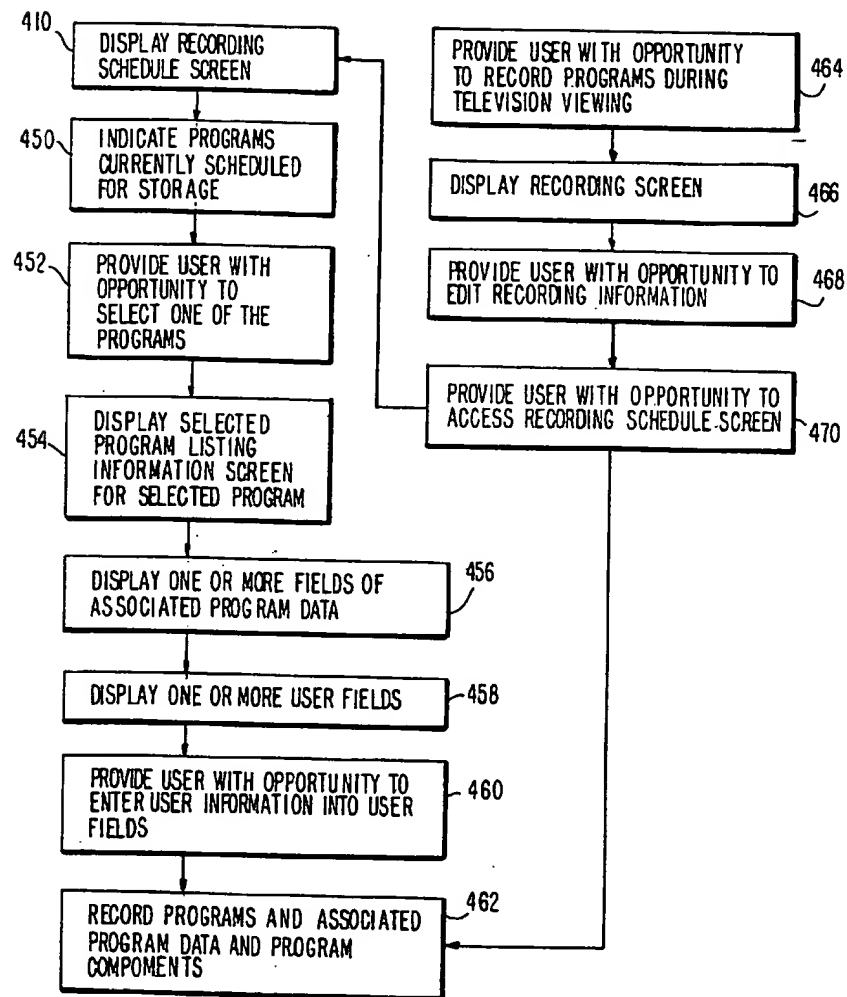 410
DISPLAY RECORDING
SCHEDULE SCREEN
450
INDICATE PROGRAMS
CURRENTLY SCHEDULED
FOR STORAGE
452
PROVIDE USER WITH
OPPORTUNITY TO
SELECT ONE OF THE
PROGRAMS
454
DISPLAY SELECTED
PROGRAM LISTING
INFORMATION SCREEN
FOR SELECTED PROGRAM
DISPLAY ONE OR MORE FIELDS OF
ASSOCIATED PROGRAM DATA
456
DISPLAY ONE OR MORE USER FIELDS
458
PROVIDE USER WITH OPPORTUNITY TO
ENTER USER INFORMATION INTO USER
FIELDS
460
RECORD PROGRAMS AND ASSOCIATED
PROGRAM DATA AND PROGRAM
COMPOMENTS
462
PROVIDE USER WITH OPPORTUNITY
TO RECORD PROGRAMS DURING
TELEVISION VIEWING
464
DISPLAY RECORDING SCREEN
466
PROVIDE USER WITH OPPORTUNITY TO
EDIT RECORDING INFORMATION
468
PROVIDE USER WITH OPPORTUNITY TO
ACCESS RECORDING SCHEDULE SCREEN
470